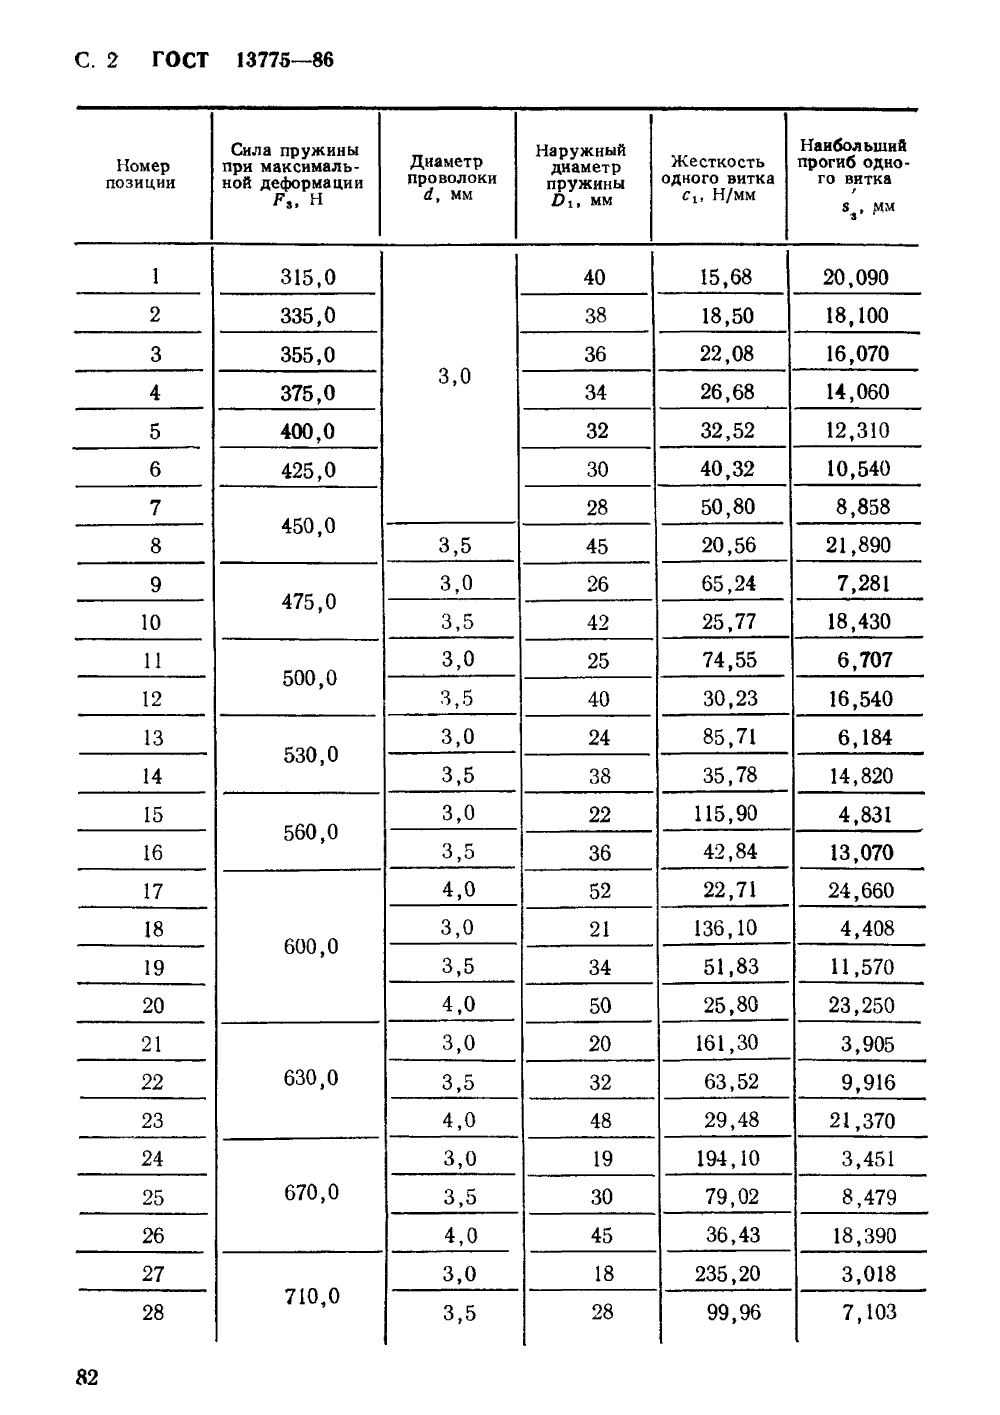 С. 2 ГОСТ 13775—86
Номер позиции | Сила пружины при максималь-ной деформации F₃, Н | Диаметр проволоки d, мм | Наружный диаметр пружины D₁, мм | Жесткость одного витка c₁, Н/мм | Наибольший прогиб одно-го витка s′₃, мм
1 | 315,0 | 3,0 | 40 | 15,68 | 20,090
2 | 335,0 | 38 | 18,50 | 18,100
3 | 355,0 | 36 | 22,08 | 16,070
4 | 375,0 | 34 | 26,68 | 14,060
5 | 400,0 | 32 | 32,52 | 12,310
6 | 425,0 | 30 | 40,32 | 10,540
7 | 450,0 | 28 | 50,80 | 8,858
8 | 3,5 | 45 | 20,56 | 21,890
9 | 475,0 | 3,0 | 26 | 65,24 | 7,281
10 | 3,5 | 42 | 25,77 | 18,430
11 | 500,0 | 3,0 | 25 | 74,55 | 6,707
12 | 3,5 | 40 | 30,23 | 16,540
13 | 530,0 | 3,0 | 24 | 85,71 | 6,184
14 | 3,5 | 38 | 35,78 | 14,820
15 | 560,0 | 3,0 | 22 | 115,90 | 4,831
16 | 3,5 | 36 | 42,84 | 13,070
17 | 600,0 | 4,0 | 52 | 22,71 | 24,660
18 | 3,0 | 21 | 136,10 | 4,408
19 | 3,5 | 34 | 51,83 | 11,570
20 | 4,0 | 50 | 25,80 | 23,250
21 | 630,0 | 3,0 | 20 | 161,30 | 3,905
22 | 3,5 | 32 | 63,52 | 9,916
23 | 4,0 | 48 | 29,48 | 21,370
24 | 670,0 | 3,0 | 19 | 194,10 | 3,451
25 | 3,5 | 30 | 79,02 | 8,479
26 | 4,0 | 45 | 36,43 | 18,390
27 | 710,0 | 3,0 | 18 | 235,20 | 3,018
28 | 3,5 | 28 | 99,96 | 7,103
82